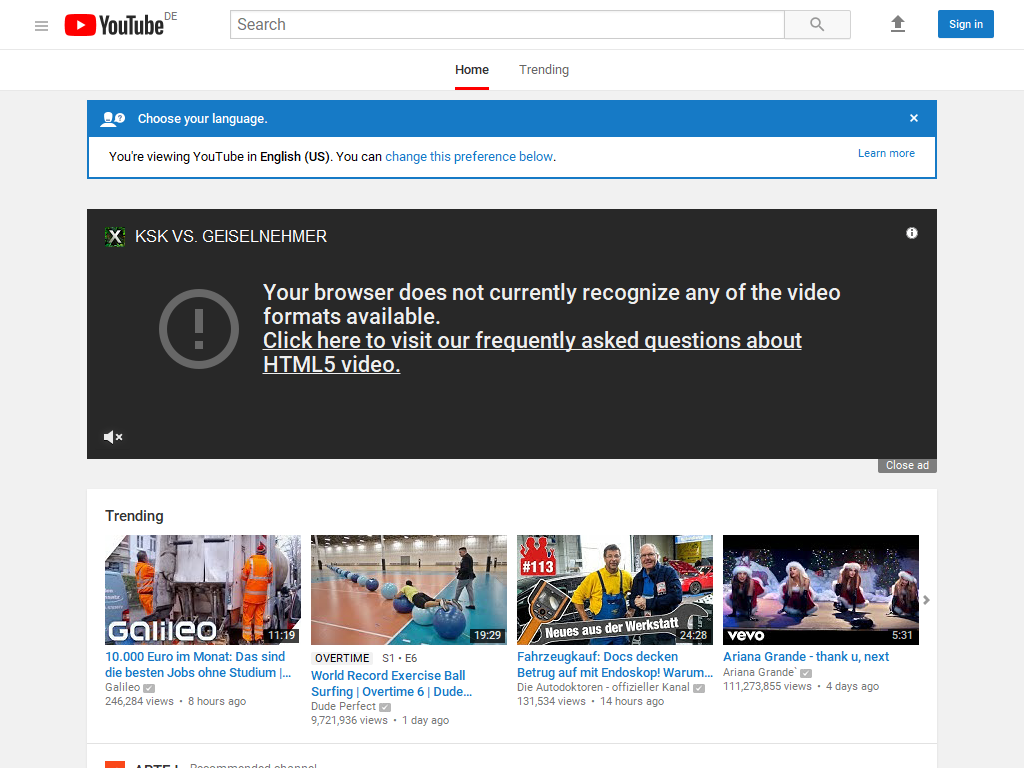 YouTube DE
Search
Sign in
Home
Trending
Choose your language.
×
You're viewing YouTube in English (US). You can change this preference below.
Learn more
X KSK VS. GEISELNEHMER
Your browser does not currently recognize any of the video
formats available.
Click here to visit our frequently asked questions about
HTML5 video.
Close ad
Trending
Galileo
11:19
10.000 Euro im Monat: Das sind
die besten Jobs ohne Studium |...
Galileo
246,284 views • 8 hours ago
19:29
OVERTIME S1 • E6
World Record Exercise Ball
Surfing | Overtime 6 | Dude...
Dude Perfect
9,721,936 views • 1 day ago
#113
Neues aus der Werkstatt
24:28
Fahrzeugkauf: Docs decken
Betrug auf mit Endoskop! Warum...
Die Autodoktoren - offizieller Kanal
131,534 views • 14 hours ago
vevo
5:31
Ariana Grande - thank u, next
Ariana Grande`
111,273,855 views • 4 days ago
Recommended channel